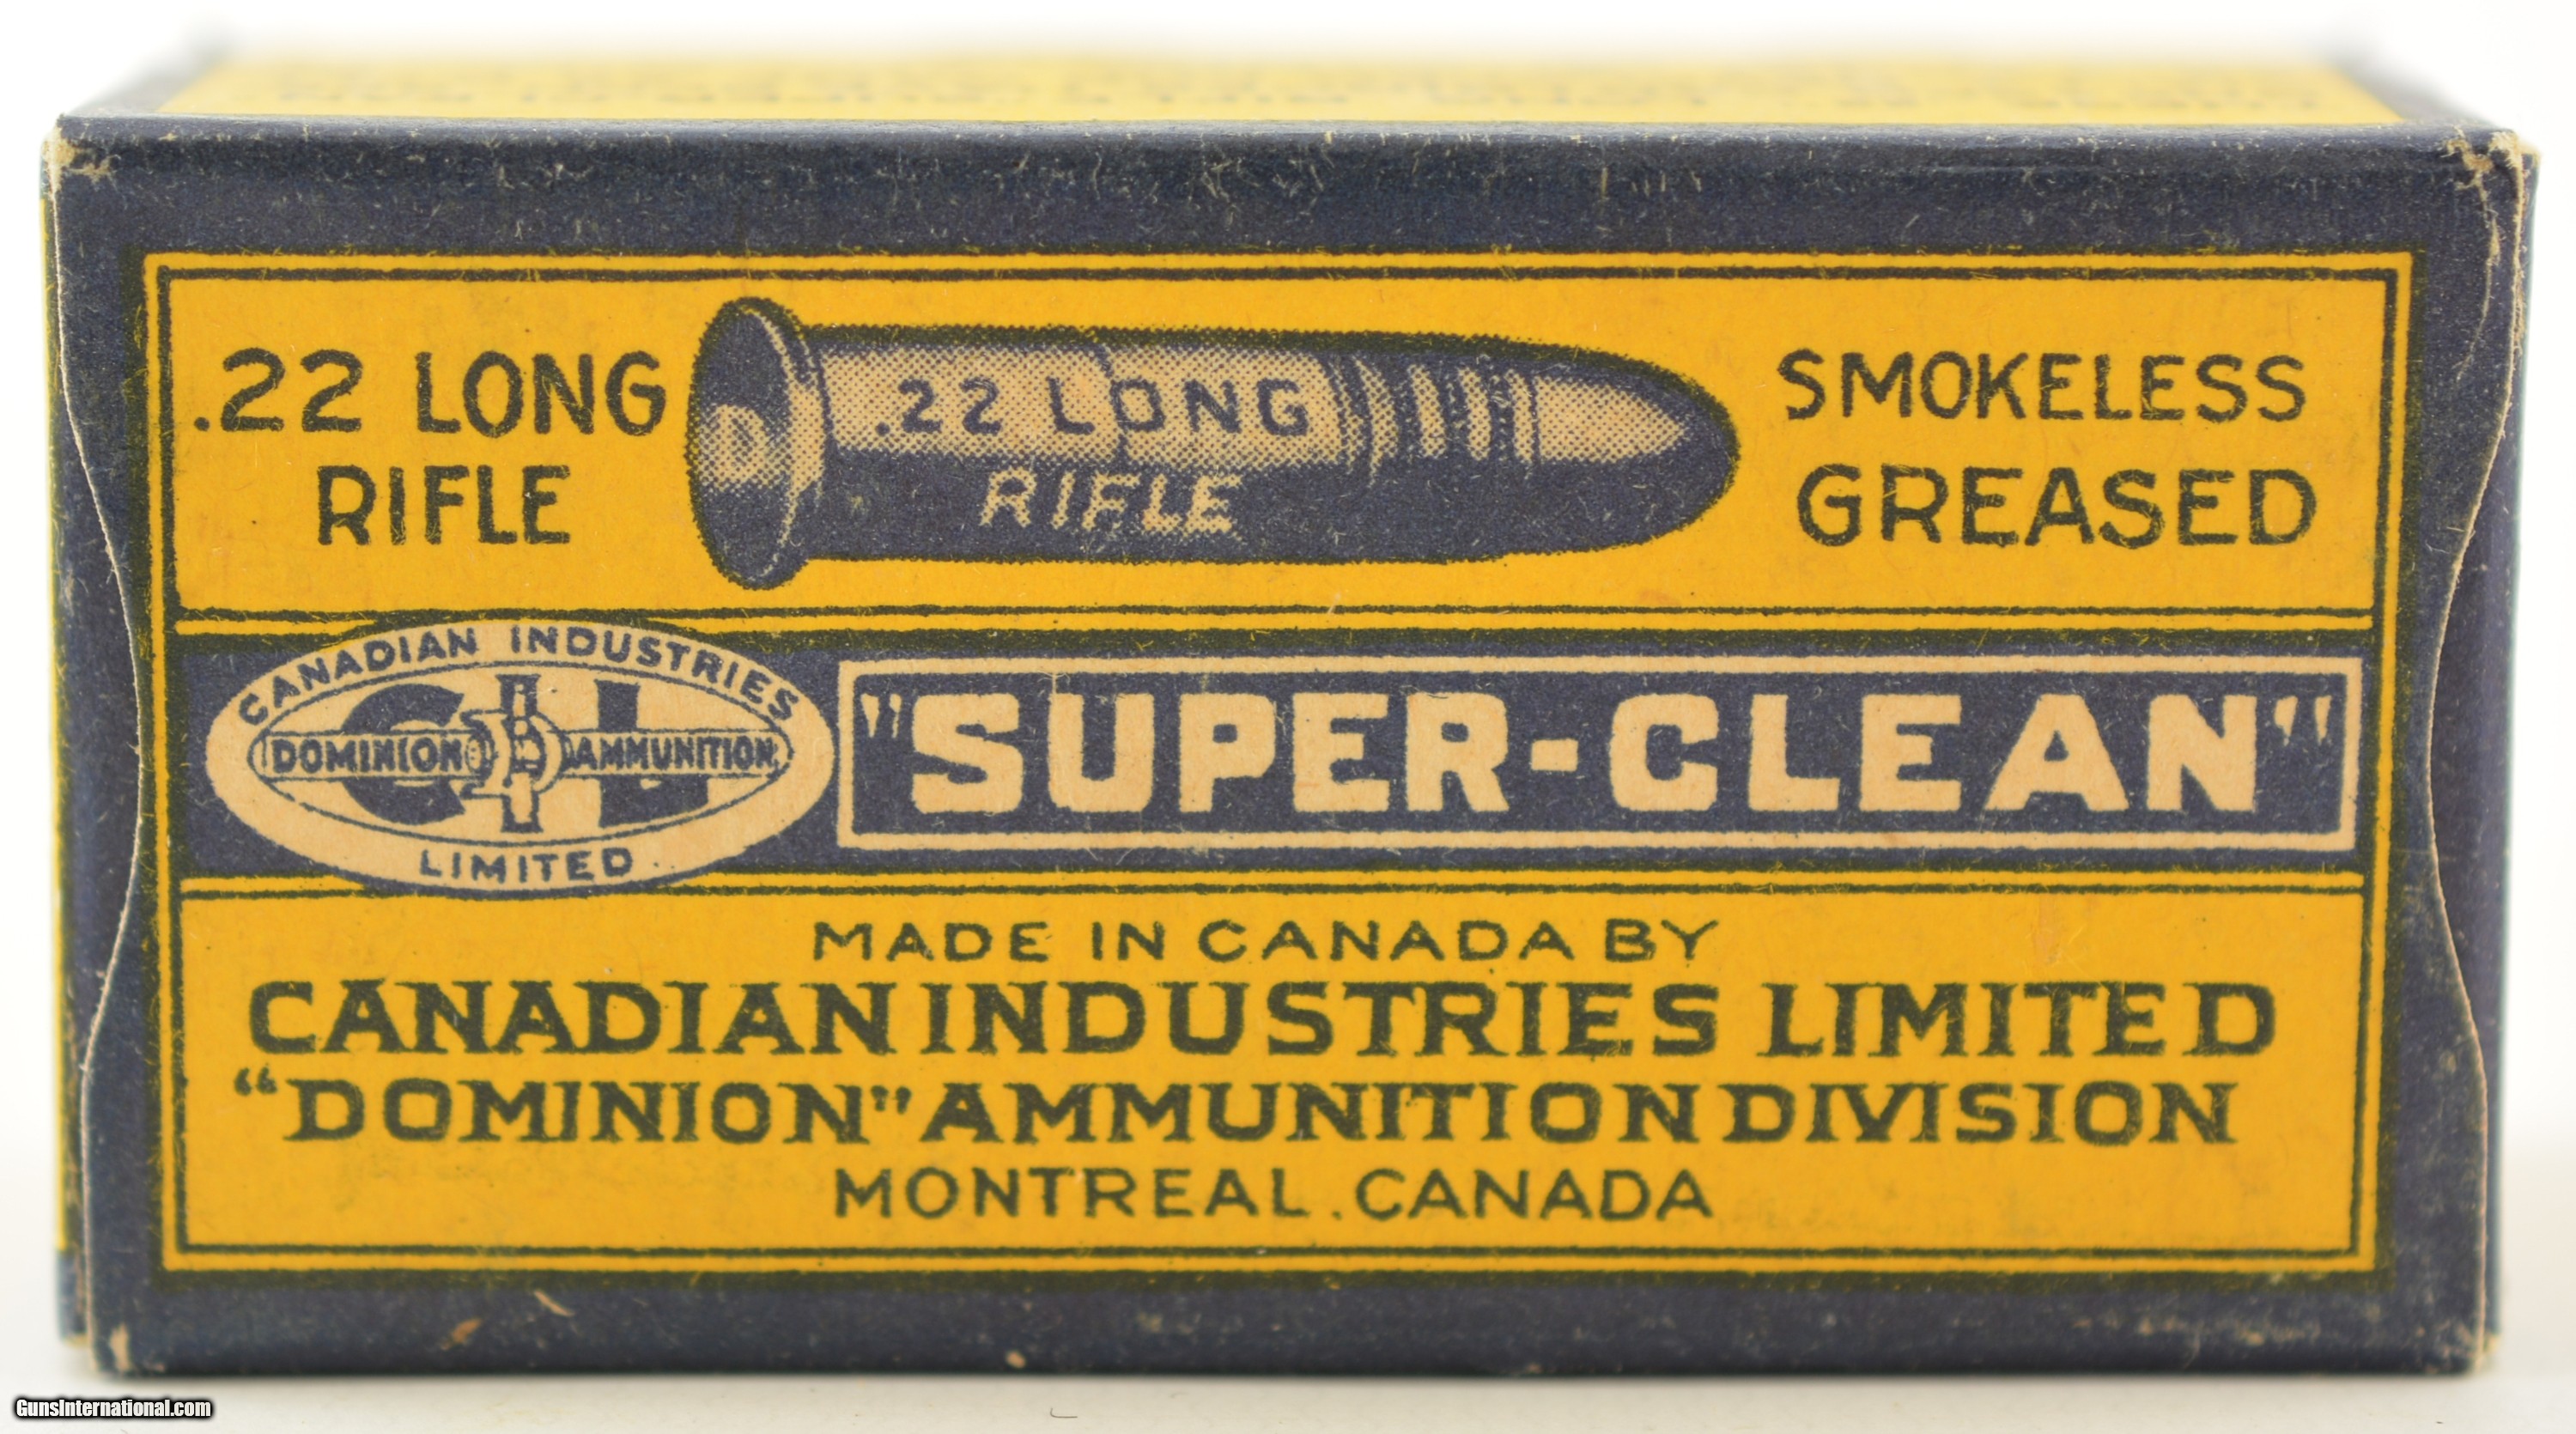 .22 LONG
RIFLE
D
.22 LONG
RIFLE
SMOKELESS
GREASED
CANADIAN INDUSTRIES
CIL
DOMINION AMMUNITION
LIMITED
"SUPER-CLEAN"
MADE IN CANADA BY
CANADIAN INDUSTRIES LIMITED
“DOMINION” AMMUNITION DIVISION
MONTREAL. CANADA
GunsInternational.com